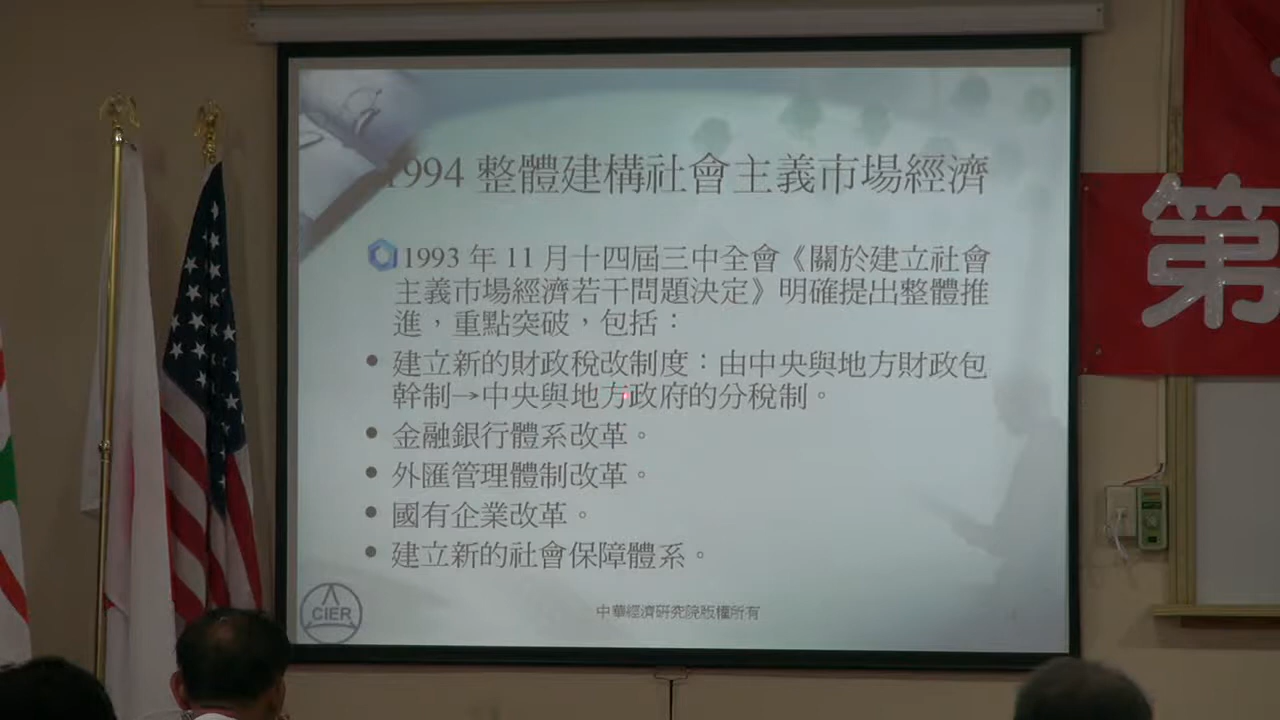 1994 整體建構社會主義市場經濟
1993 年 11 月十四屆三中全會《關於建立社會
主義市場經濟若干問題決定》明確提出整體推
進，重點突破，包括：
• 建立新的財政稅改制度：由中央與地方財政包
幹制→中央與地方政府的分稅制。
• 金融銀行體系改革。
• 外匯管理體制改革。
• 國有企業改革。
• 建立新的社會保障體系。
CIER
中華經濟研究院版權所有
第